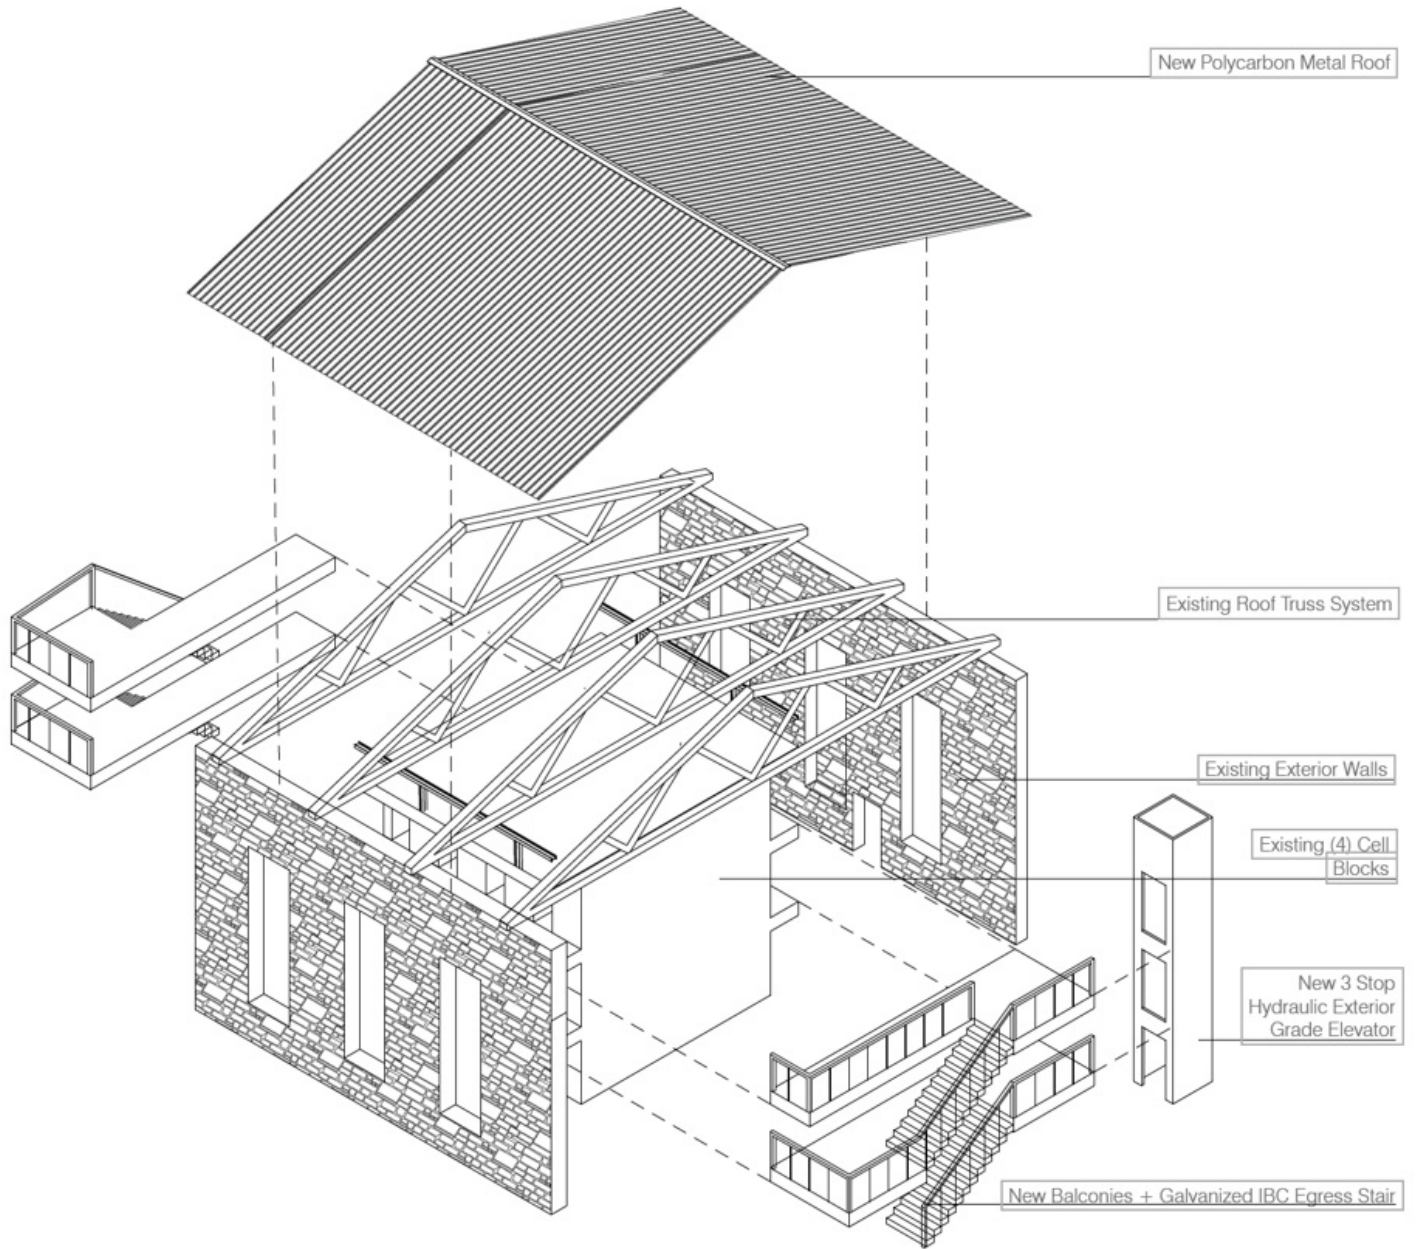 New Polycarbon Metal Roof
Existing Roof Truss System
Existing Exterior Walls
Existing (4) Cell
Blocks
New 3 Stop
Hydraulic Exterior
Grade Elevator
New Balconies + Galvanized IBC Egress Stair